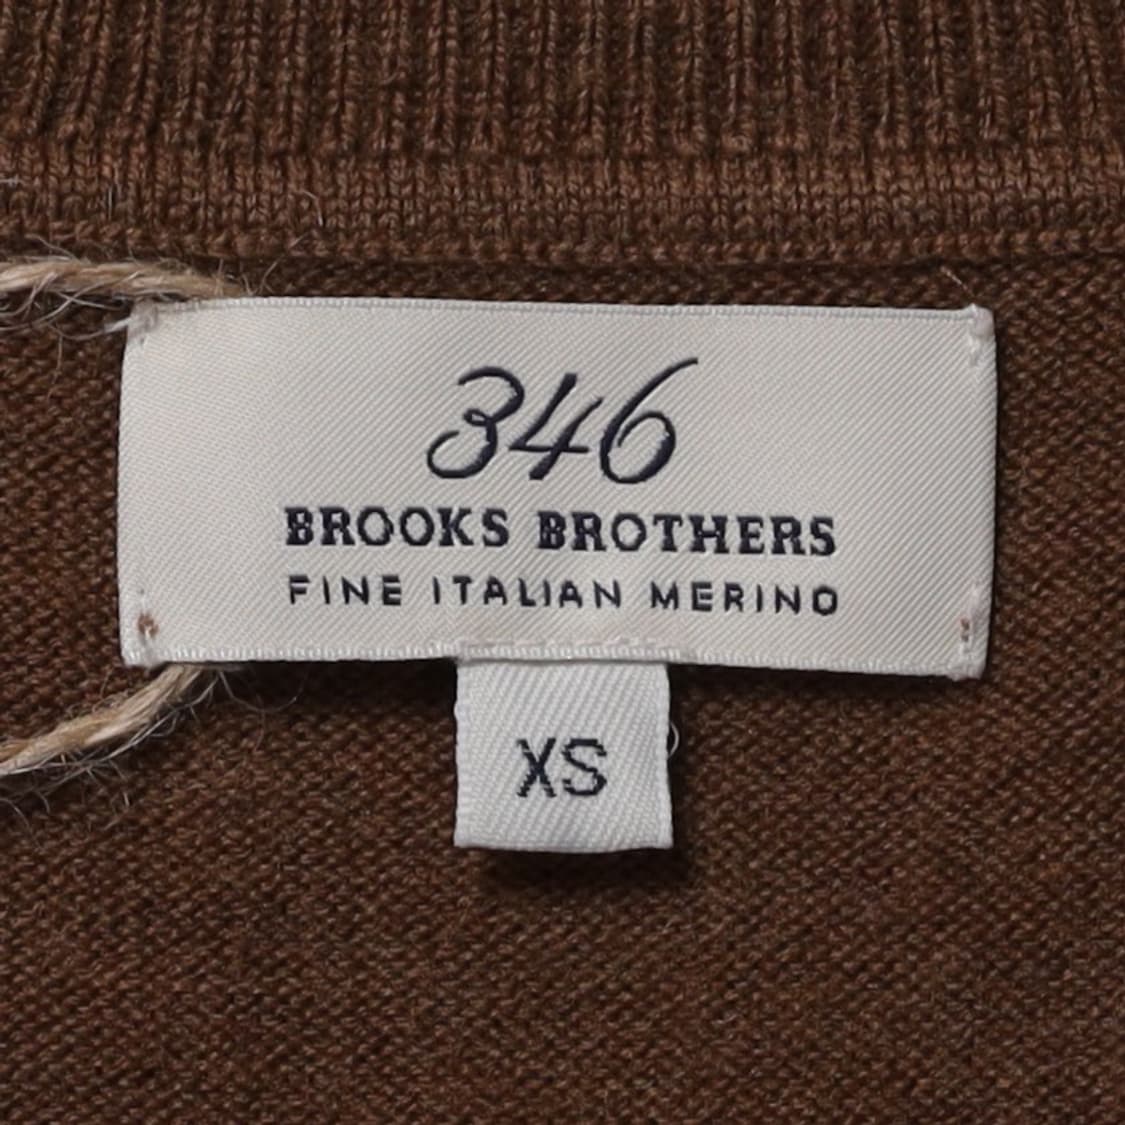 346
BROOKS BROTHERS
FINE ITALIAN MERINO
XS